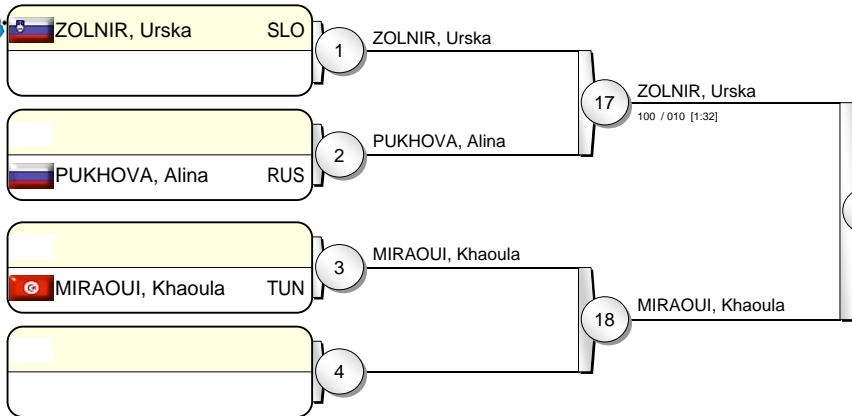 ZOLNIR, Urska SLO
1
ZOLNIR, Urska
17
ZOLNIR, Urska
100 / 010 [1:32]
PUKHOVA, Alina RUS
2
PUKHOVA, Alina
MIRAOUI, Khaoula TUN
3
MIRAOUI, Khaoula
18
MIRAOUI, Khaoula
4